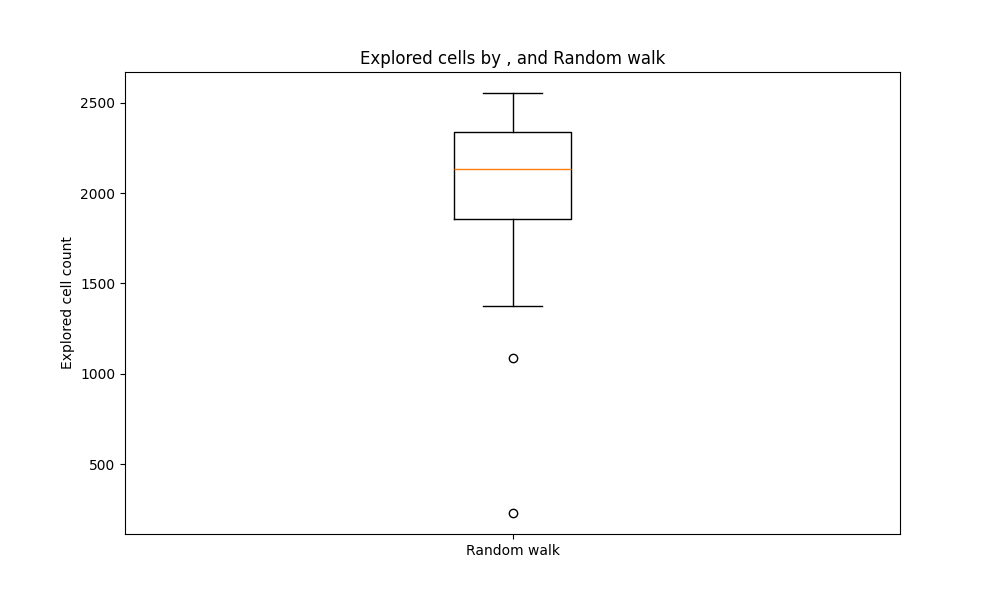 Explored cells by , and Random walk
2500
2000
1500
1000
500
Explored cell count
Random walk